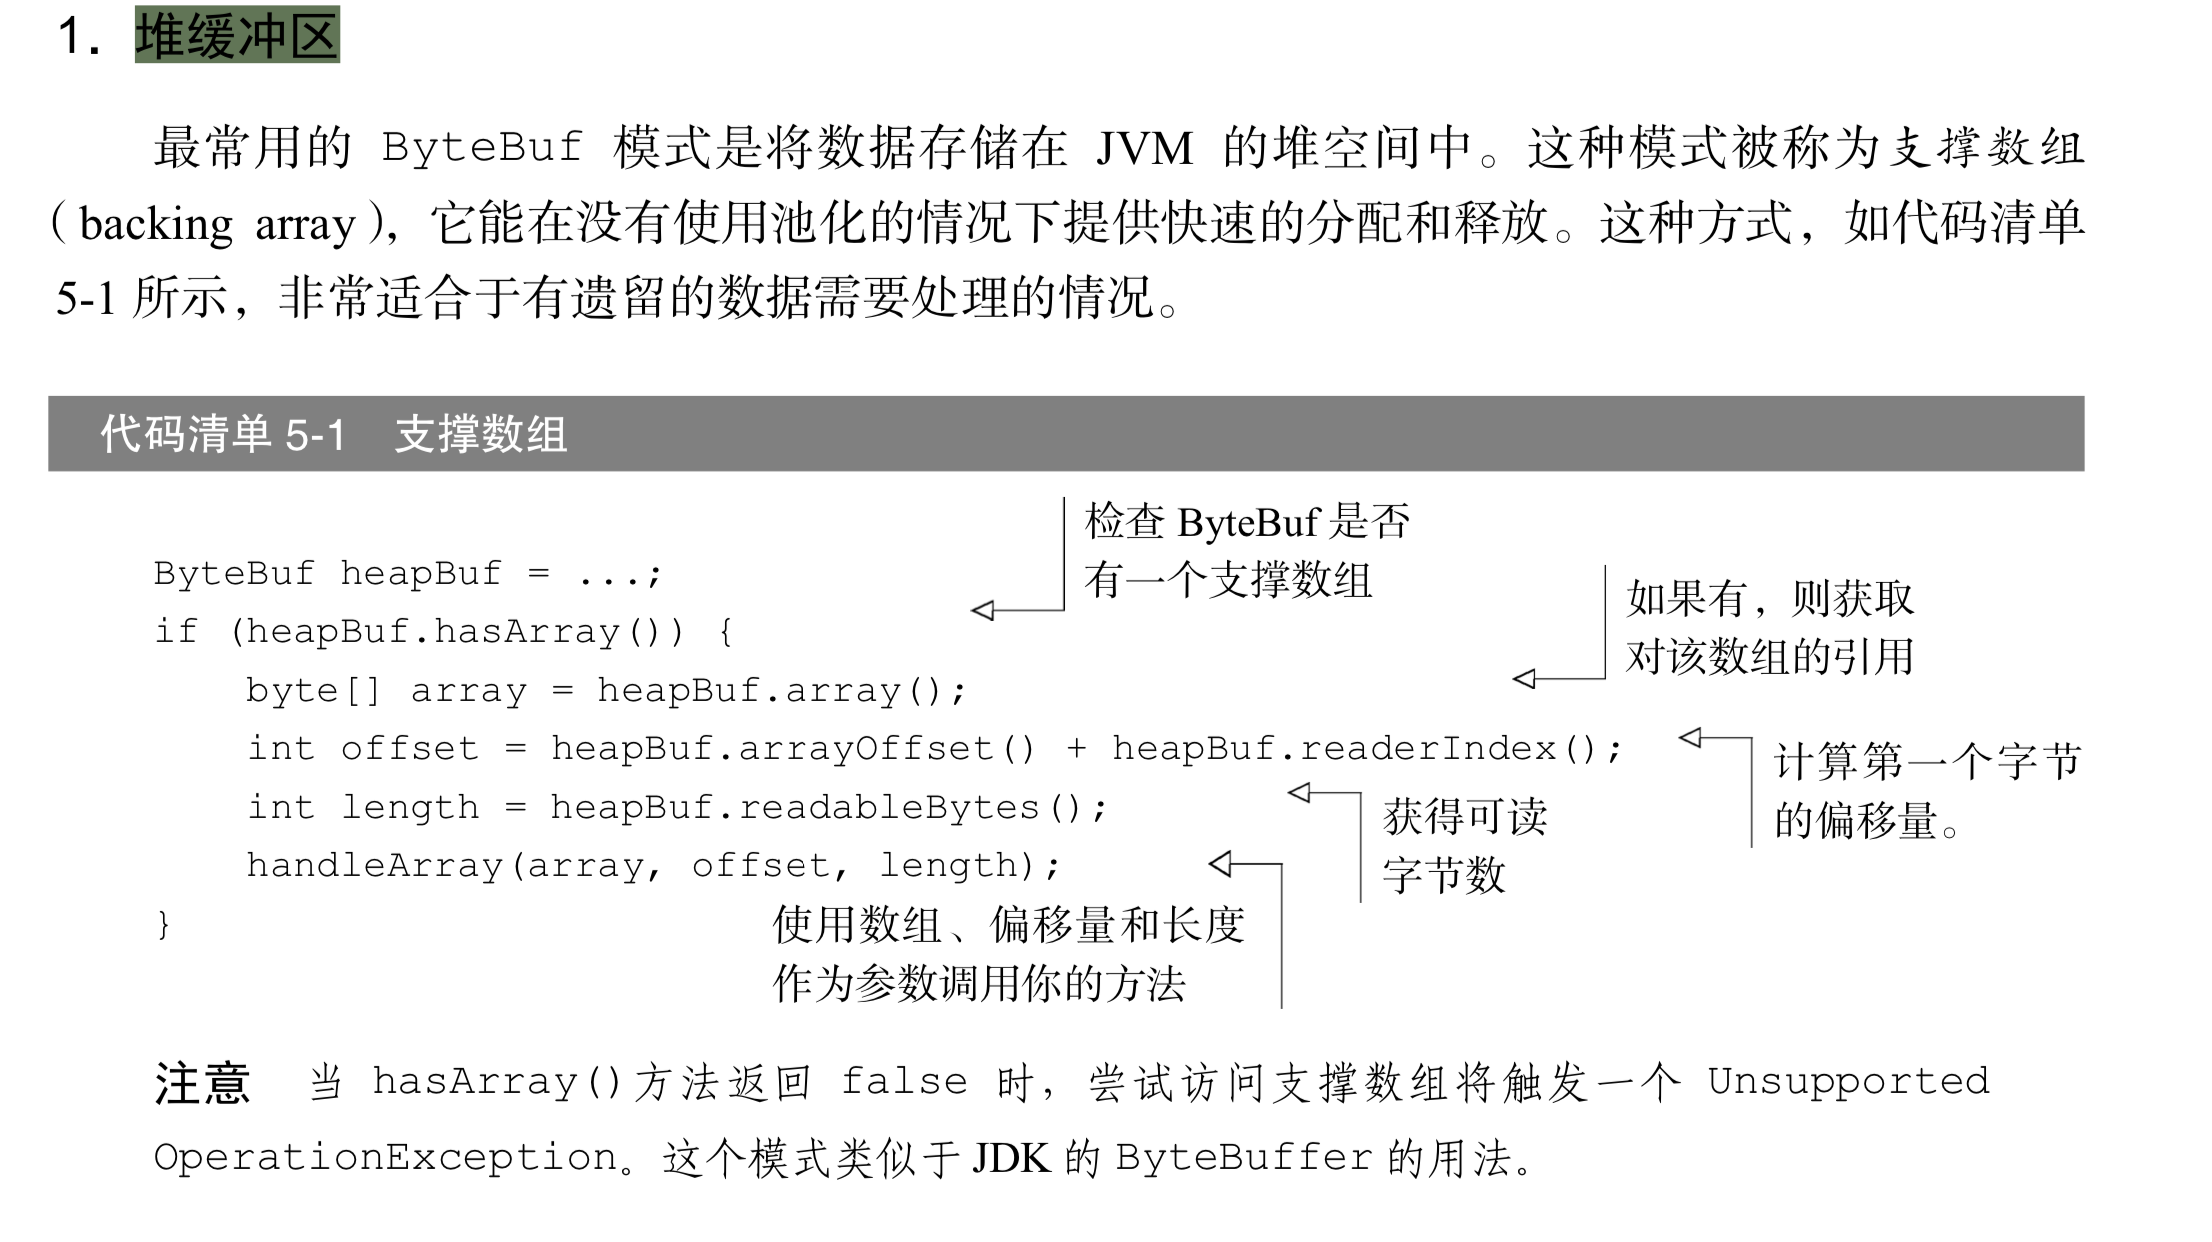 1. 堆缓冲区
最常用的 ByteBuf 模式是将数据存储在 JVM 的堆空间中。这种模式被称为支撑数组
（backing array），它能在没有使用池化的情况下提供快速的分配和释放。这种方式，如代码清单
5-1 所示，非常适合于有遗留的数据需要处理的情况。
代码清单 5-1 支撑数组
检查 ByteBuf 是否
有一个支撑数组
ByteBuf heapBuf = ...;
if (heapBuf.hasArray()) {
如果有，则获取
对该数组的引用
byte[] array = heapBuf.array();
int offset = heapBuf.arrayOffset() + heapBuf.readerIndex();
计算第一个字节
的偏移量。
int length = heapBuf.readableBytes();
获得可读
字节数
handleArray(array, offset, length);
}
使用数组、偏移量和长度
作为参数调用你的方法
注意 当 hasArray()方法返回 false 时，尝试访问支撑数组将触发一个 Unsupported
OperationException。这个模式类似于 JDK 的 ByteBuffer 的用法。